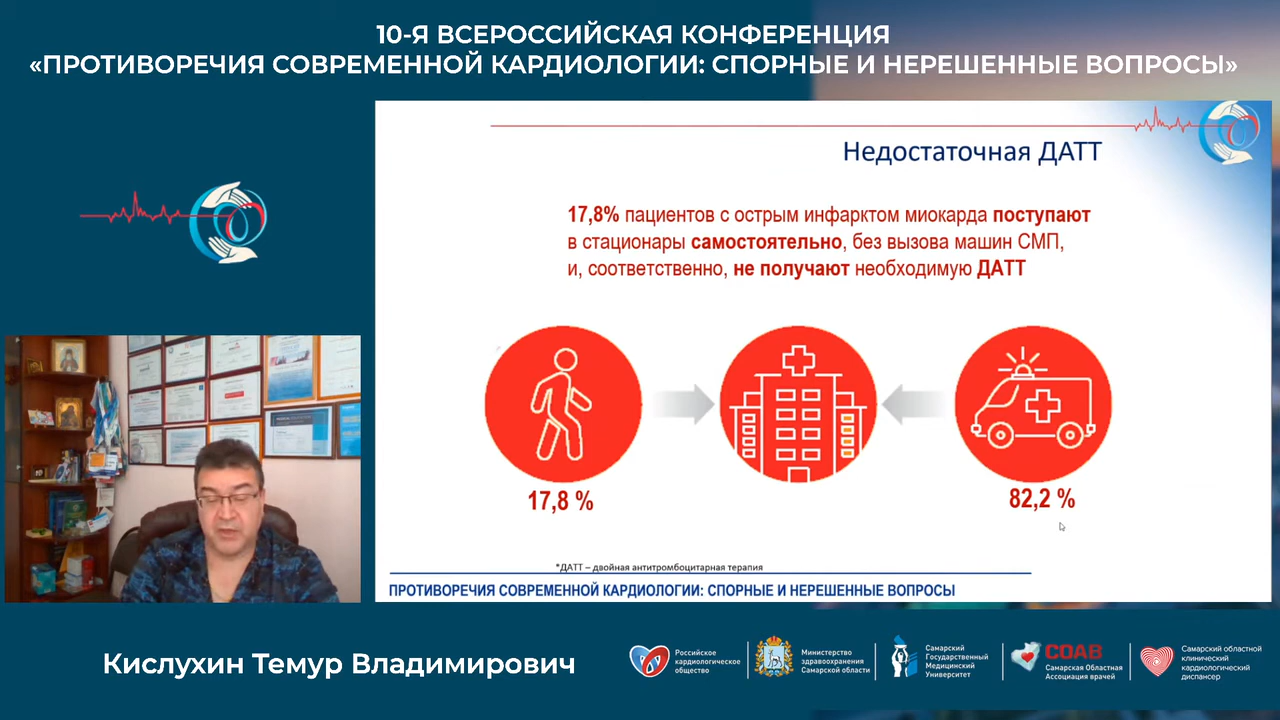 10-Я ВСЕРОССИЙСКАЯ КОНФЕРЕНЦИЯ
«ПРОТИВОРЕЧИЯ СОВРЕМЕННОЙ КАРДИОЛОГИИ: СПОРНЫЕ И НЕРЕШЕННЫЕ ВОПРОСЫ»
Недостаточная ДАТТ
17,8% пациентов с острым инфарктом миокарда поступают
в стационары самостоятельно, без вызова машин СМП,
и, соответственно, не получают необходимую ДАТТ
17,8 %
82,2 %
*ДАТТ – двойная антитромбоцитарная терапия
ПРОТИВОРЕЧИЯ СОВРЕМЕННОЙ КАРДИОЛОГИИ: СПОРНЫЕ И НЕРЕШЕННЫЕ ВОПРОСЫ
Кислухин Темур Владимирович
Российское
кардиологическое
общество
Министерство
здравоохранения
Самарской области
Самарский
Государственный
Медицинский
Университет
СОАВ
Самарская Областная
Ассоциация врачей
Самарский областной
клинический
кардиологический
диспансер